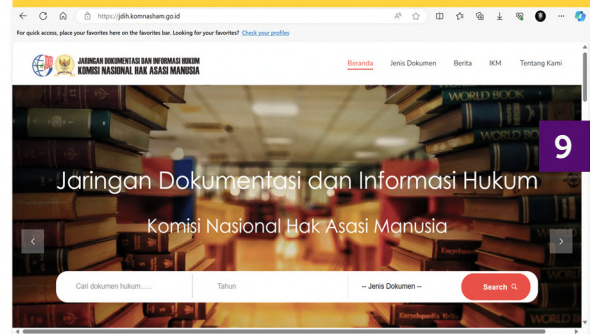 https://jdih.komnasham.go.id
For quick access, place your favorites here on the favorites bar. Looking for your favorites? Check your profiles
JARINGAN DOKUMENTASI DAN INFORMASI HUKUM
KOMISI NASIONAL HAK ASASI MANUSIA
Beranda Jenis Dokumen Berita IKM Tentang Kami
WORLD BOOK
WORLD BO
9
Jaringan Dokumentasi dan Informasi Hukum
Komisi Nasional Hak Asasi Manusia
Cari dokumen hukum...... Tahun -- Jenis Dokumen -- Search